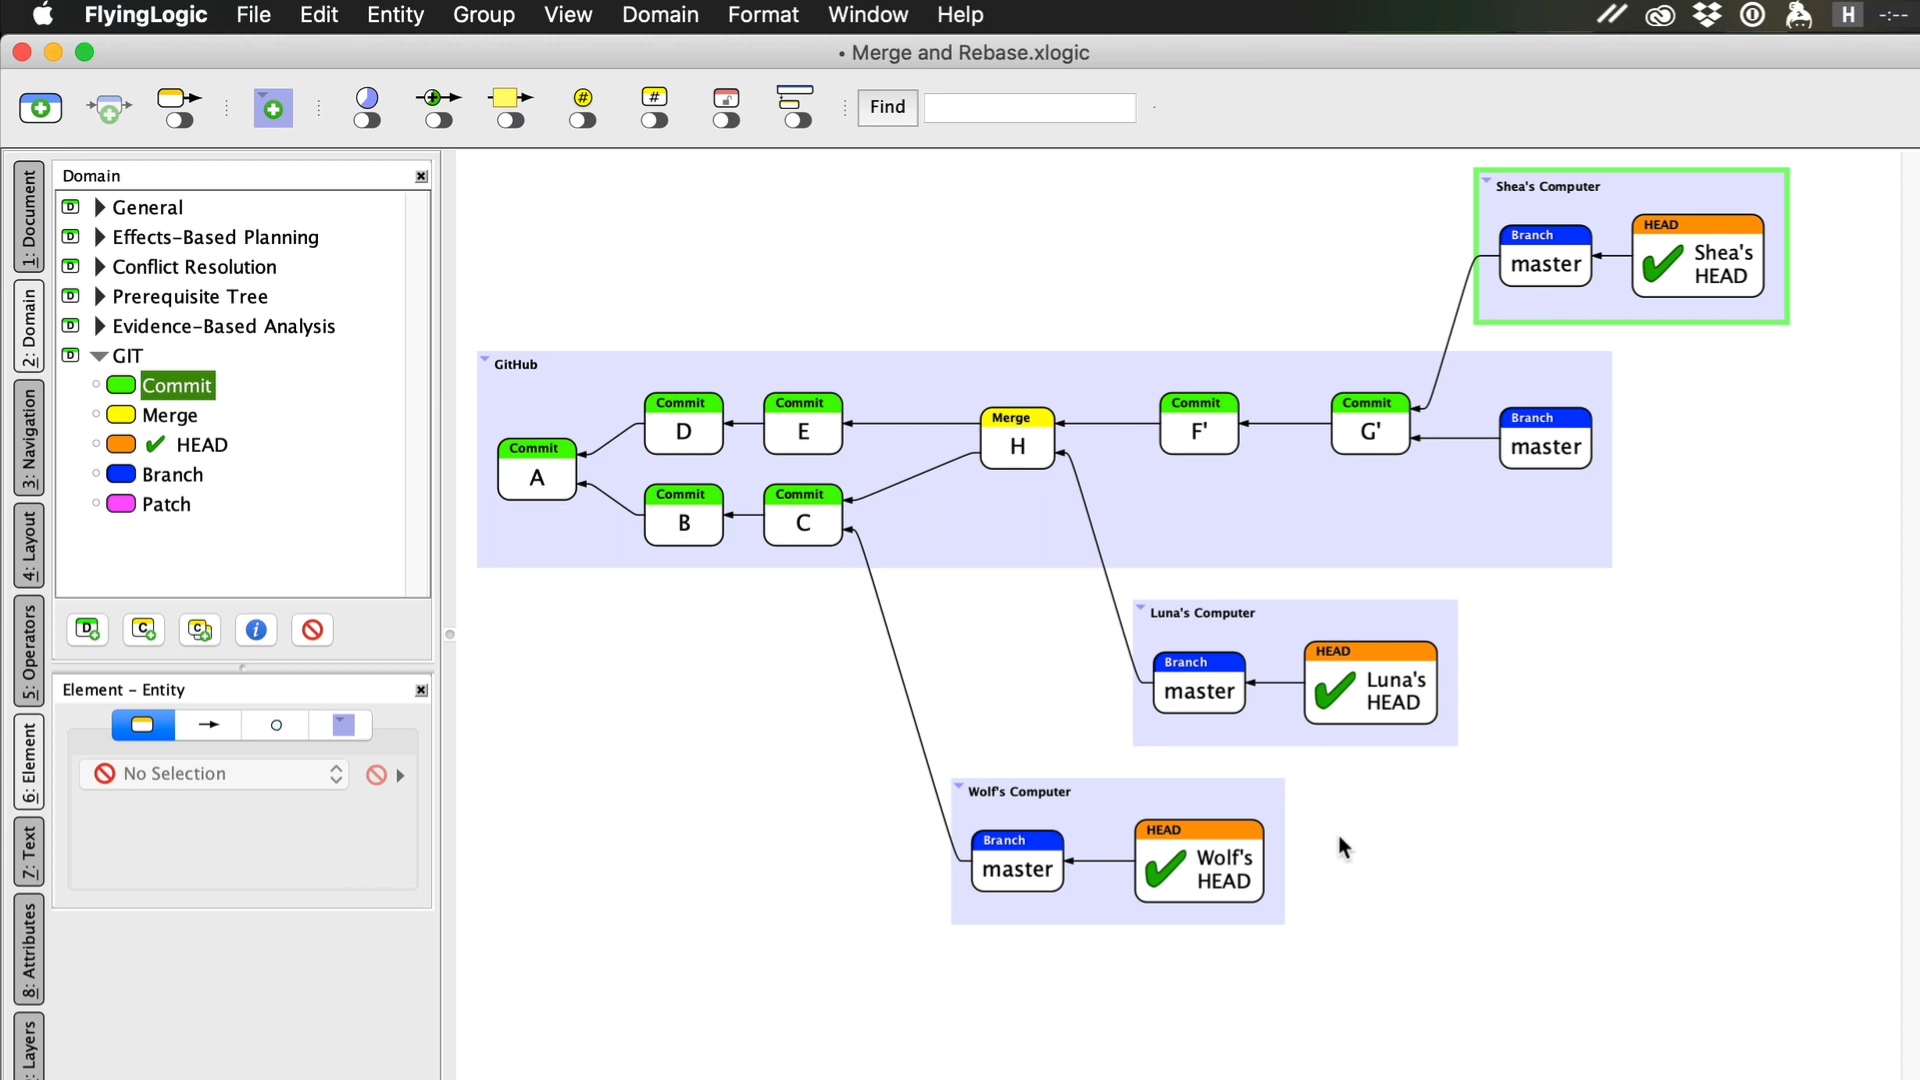 FlyingLogic File Edit Entity Group View Domain Format Window Help H -:--
• Merge and Rebase.xlogic
# # Find
1: Document
2: Domain
3: Navigation
4: Layout
5: Operators
6: Element
7: Text
8: Attributes
: Layers
Domain
D General
D Effects-Based Planning
D Conflict Resolution
D Prerequisite Tree
D Evidence-Based Analysis
D GIT
Commit
Merge
HEAD
Branch
Patch
D C C i
Element - Entity
No Selection
Shea's Computer
Branch
master
HEAD
Shea's
HEAD
GitHub
Commit
A
Commit
D
Commit
E
Commit
B
Commit
C
Merge
H
Commit
F'
Commit
G'
Branch
master
Luna's Computer
Branch
master
HEAD
Luna's
HEAD
Wolf's Computer
Branch
master
HEAD
Wolf's
HEAD